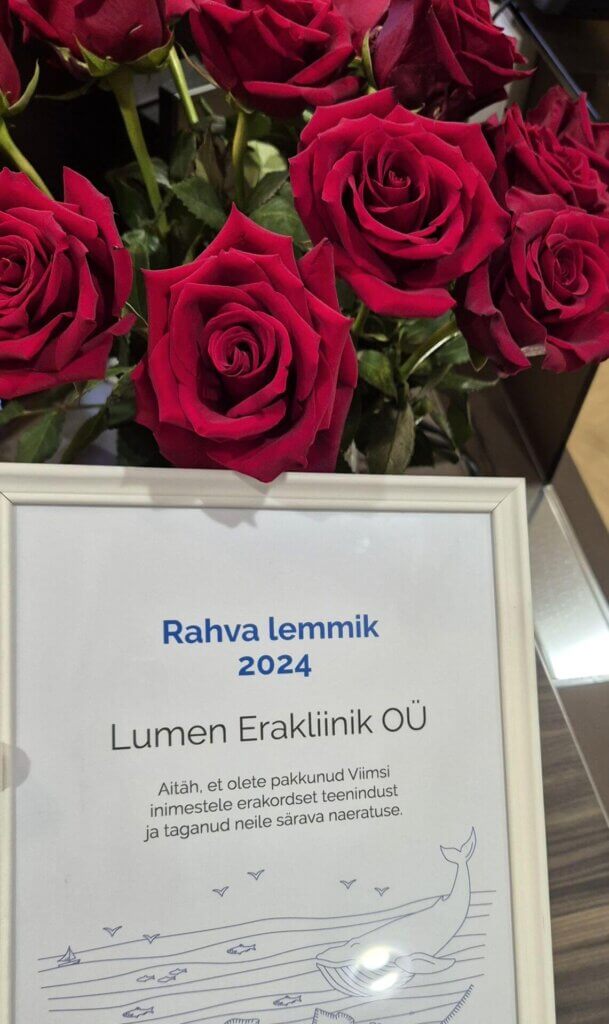 Rahva lemmik
2024
Lumen Erakliinik OÜ
Aitäh, et olete pakkunud Viimsi
inimestele erakordset teenindust
ja taganud neile särava naeratuse.